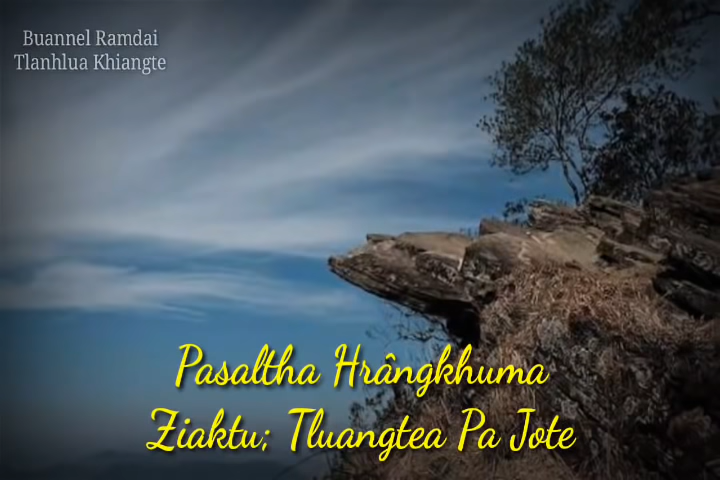 Buannel Ramdai
Tlanhlua Khiangte
Pasaltha Hrângkhuma
Ziaktu; Tluangtea Pa Jote